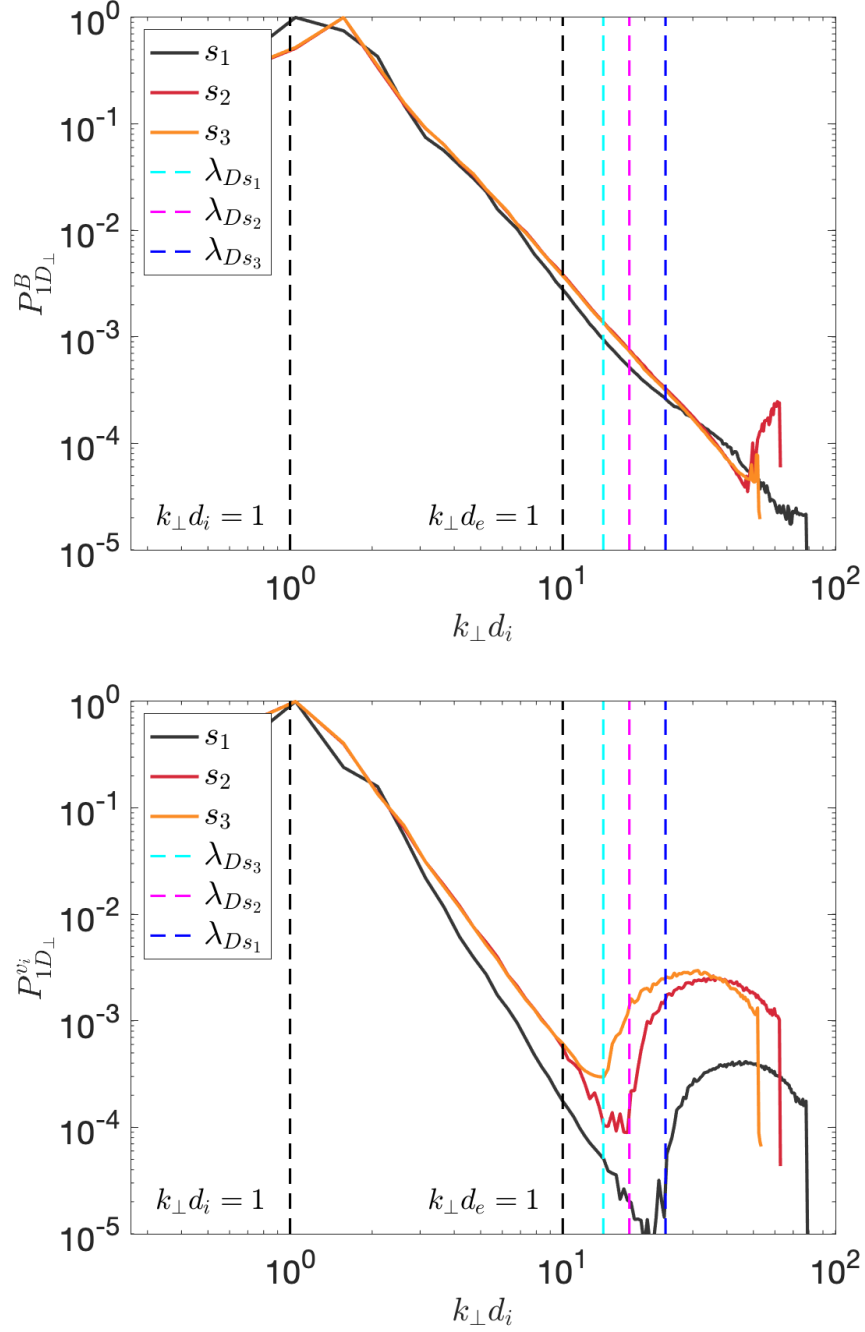 10^0
10^-1
10^-2
10^-3
10^-4
10^-5
P^B_{1D_⊥}
s_1
s_2
s_3
λ_{Ds_1}
λ_{Ds_2}
λ_{Ds_3}
k_⊥d_i = 1
k_⊥d_e = 1
10^0 10^1 10^2
k_⊥d_i
10^0
10^-1
10^-2
10^-3
10^-4
10^-5
P^{v_i}_{1D_⊥}
s_1
s_2
s_3
λ_{Ds_3}
λ_{Ds_2}
λ_{Ds_1}
k_⊥d_i = 1
k_⊥d_e = 1
10^0 10^1 10^2
k_⊥d_i